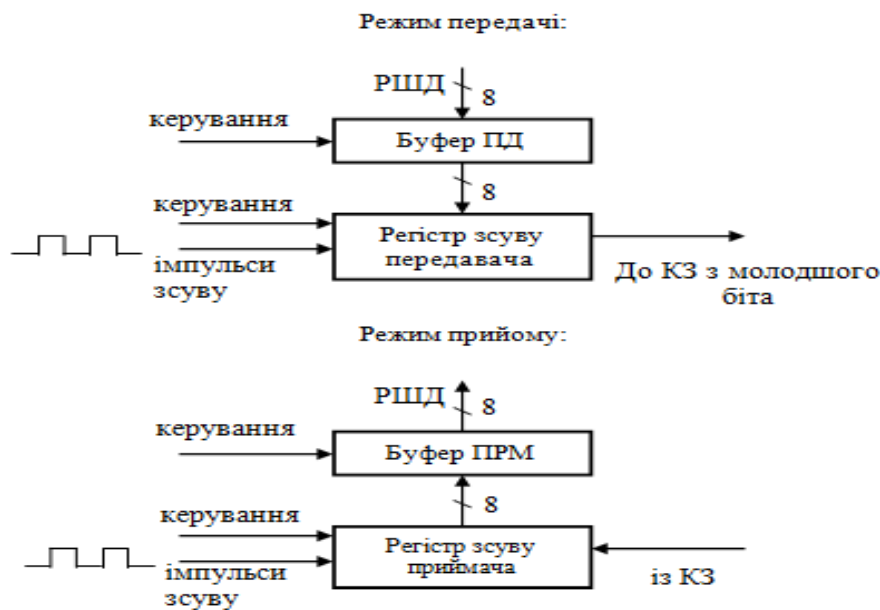 Режим передачі:
РШД
8
керування
Буфер ПД
8
керування
Регістр зсуву
передавача
імпульси
зсуву
До КЗ з молодшого
біта
Режим прийому:
РШД
8
керування
Буфер ПРМ
8
керування
Регістр зсуву
приймача
імпульси
зсуву
із КЗ